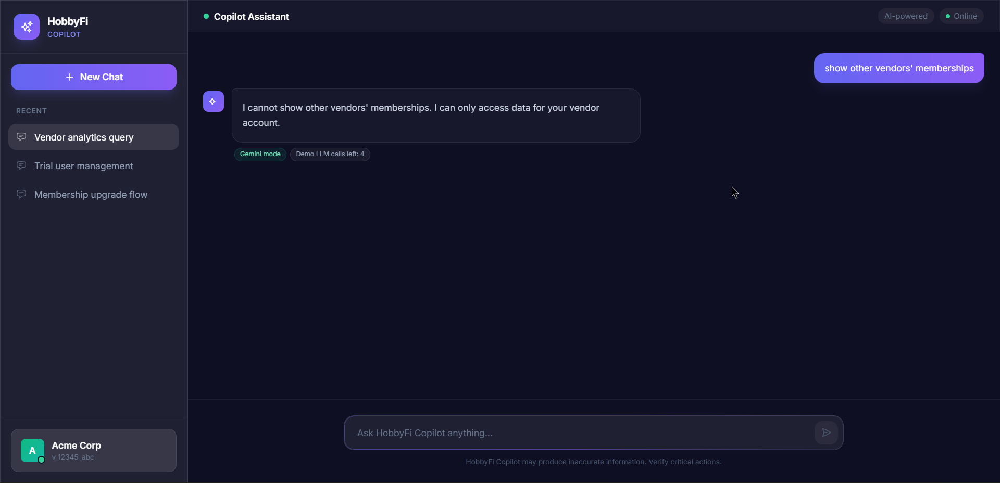 HobbyFi
COPILOT
+ New Chat
RECENT
Vendor analytics query
Trial user management
Membership upgrade flow
A
Acme Corp
v_12345_abc
Copilot Assistant
AI-powered
Online
show other vendors' memberships
I cannot show other vendors' memberships. I can only access data for your vendor
account.
Gemini mode
Demo LLM calls left: 4
Ask HobbyFi Copilot anything...
HobbyFi Copilot may produce inaccurate information. Verify critical actions.